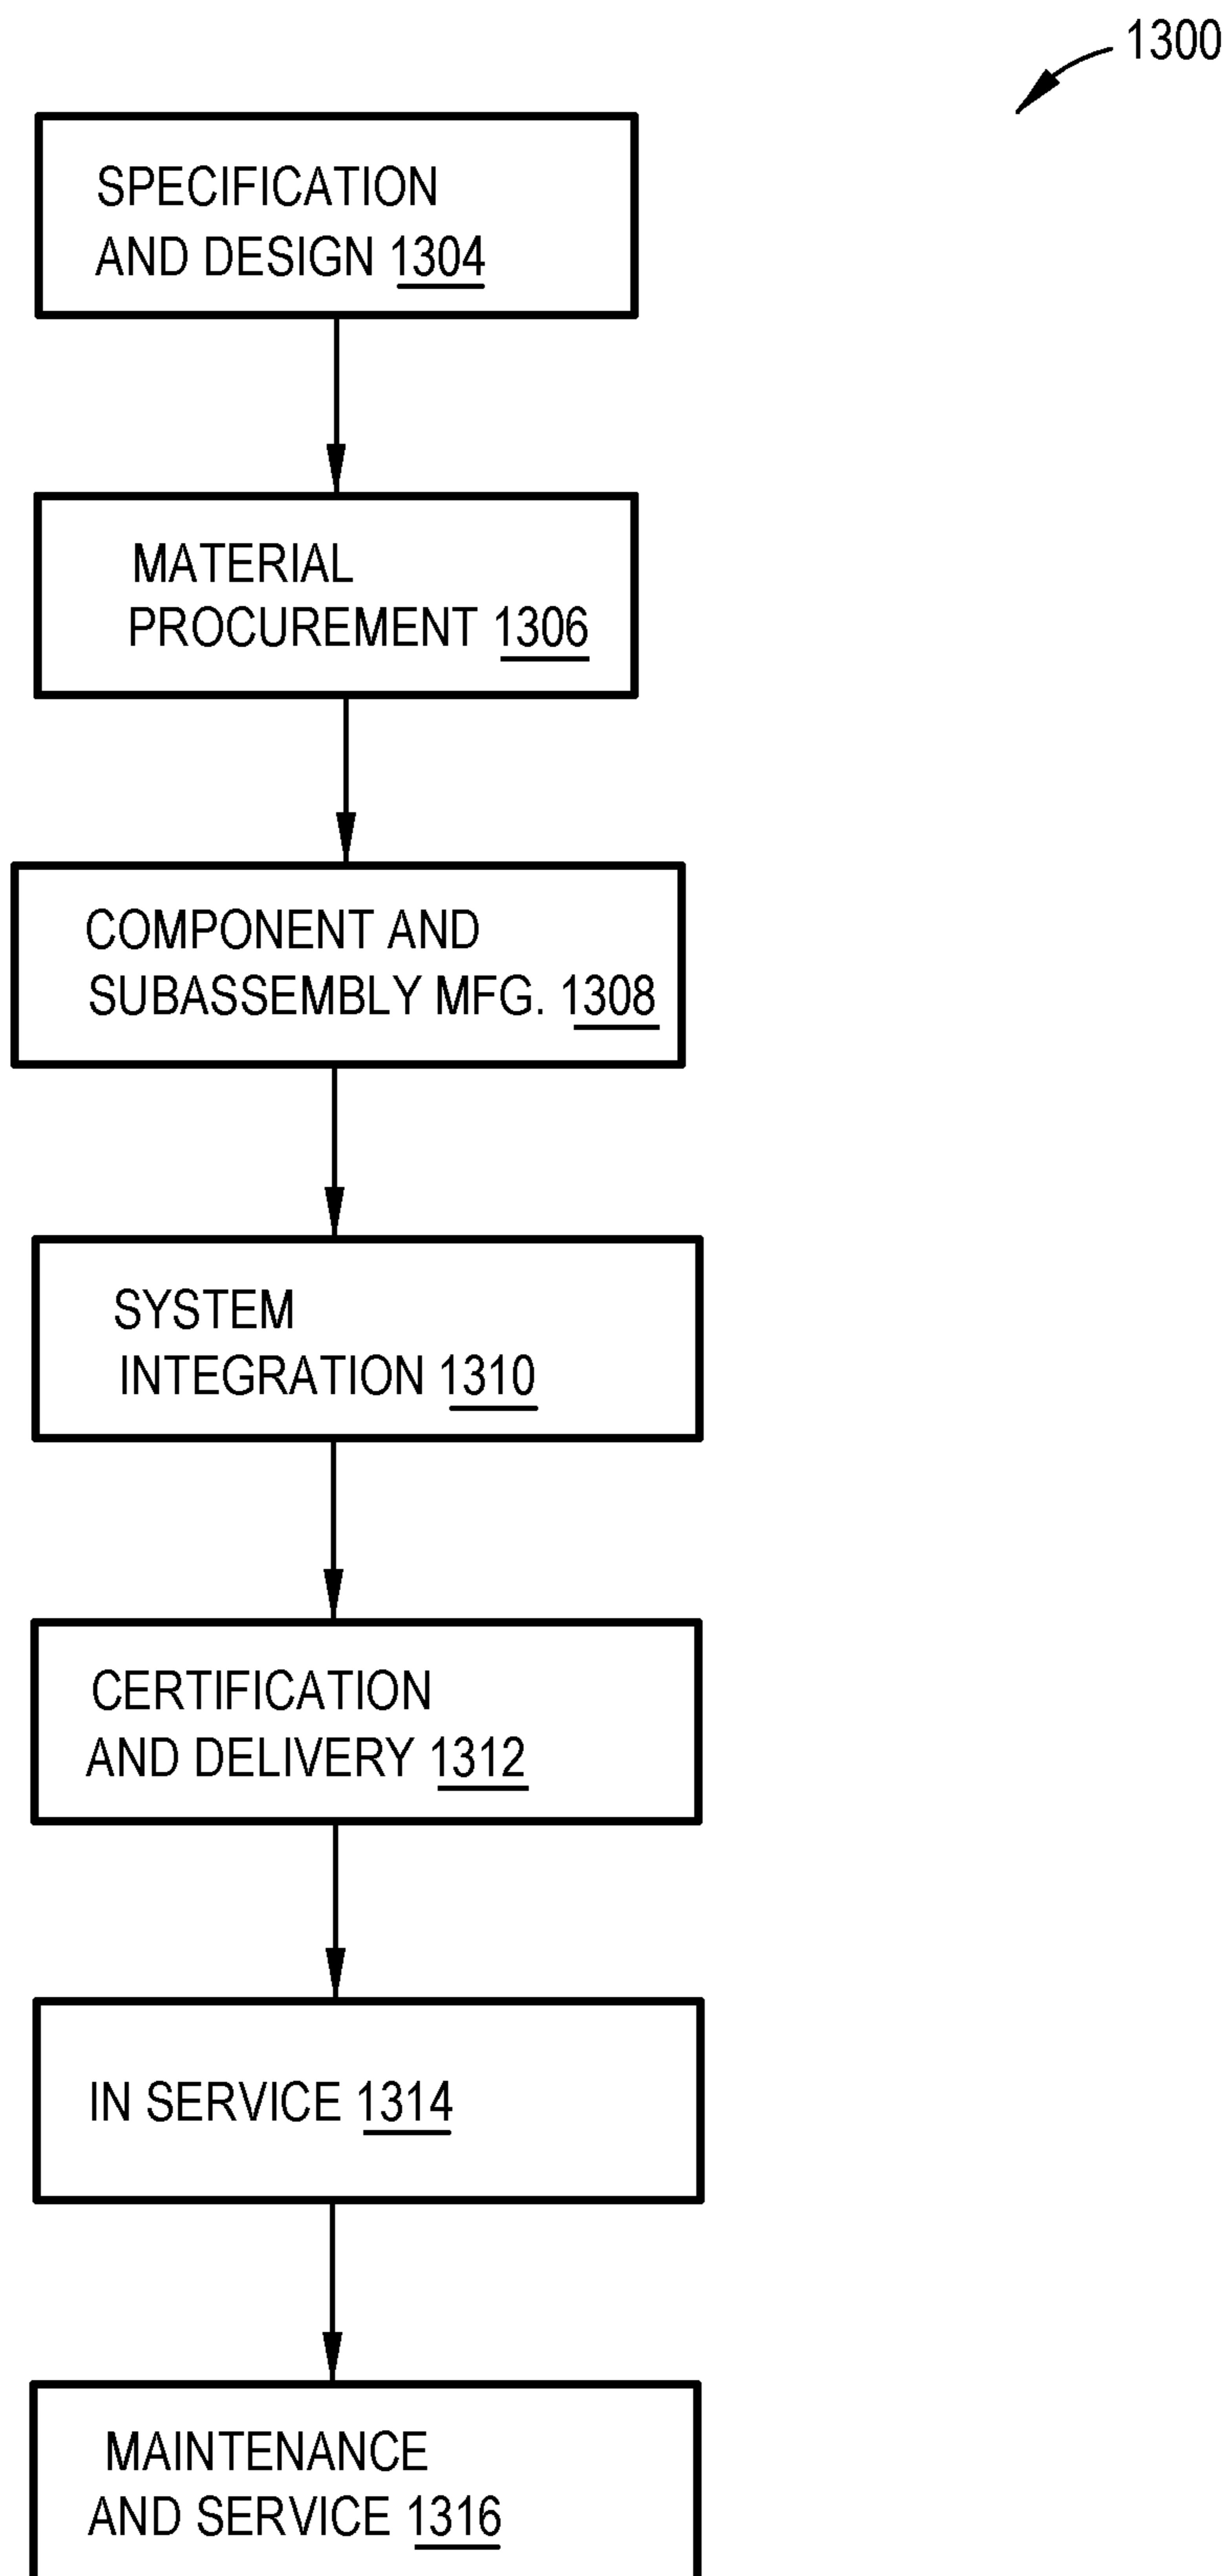 1300
SPECIFICATION
AND DESIGN 1304
MATERIAL
PROCUREMENT 1306
COMPONENT AND
SUBASSEMBLY MFG. 1308
SYSTEM
INTEGRATION 1310
CERTIFICATION
AND DELIVERY 1312
IN SERVICE 1314
MAINTENANCE
AND SERVICE 1316